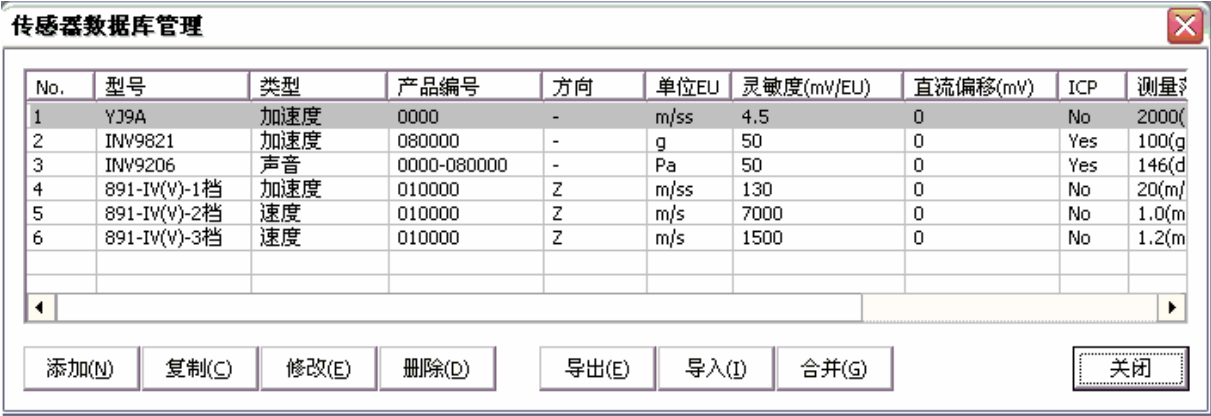 传感器数据库管理
No. 型号 类型 产品编号 方向 单位EU 灵敏度(mV/EU) 直流偏移(mV) ICP 测量
1 YJ9A 加速度 0000 - m/ss 4.5 0 No 2000(
2 INV9821 加速度 080000 - g 50 0 Yes 100(g
3 INV9206 声音 0000-080000 - Pa 50 0 Yes 146(d
4 891-IV(V)-1档 加速度 010000 Z m/ss 130 0 No 20(m/
5 891-IV(V)-2档 速度 010000 Z m/s 7000 0 No 1.0(m
6 891-IV(V)-3档 速度 010000 Z m/s 1500 0 No 1.2(m
添加(N) 复制(C) 修改(E) 删除(D) 导出(E) 导入(I) 合并(G) 关闭